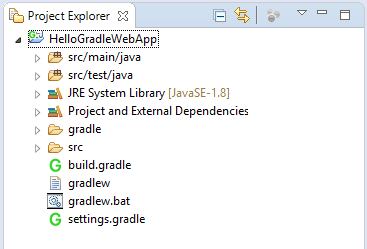 Project Explorer
HelloGradleWebApp
src/main/java
src/test/java
JRE System Library [JavaSE-1.8]
Project and External Dependencies
gradle
src
build.gradle
gradlew
gradlew.bat
settings.gradle